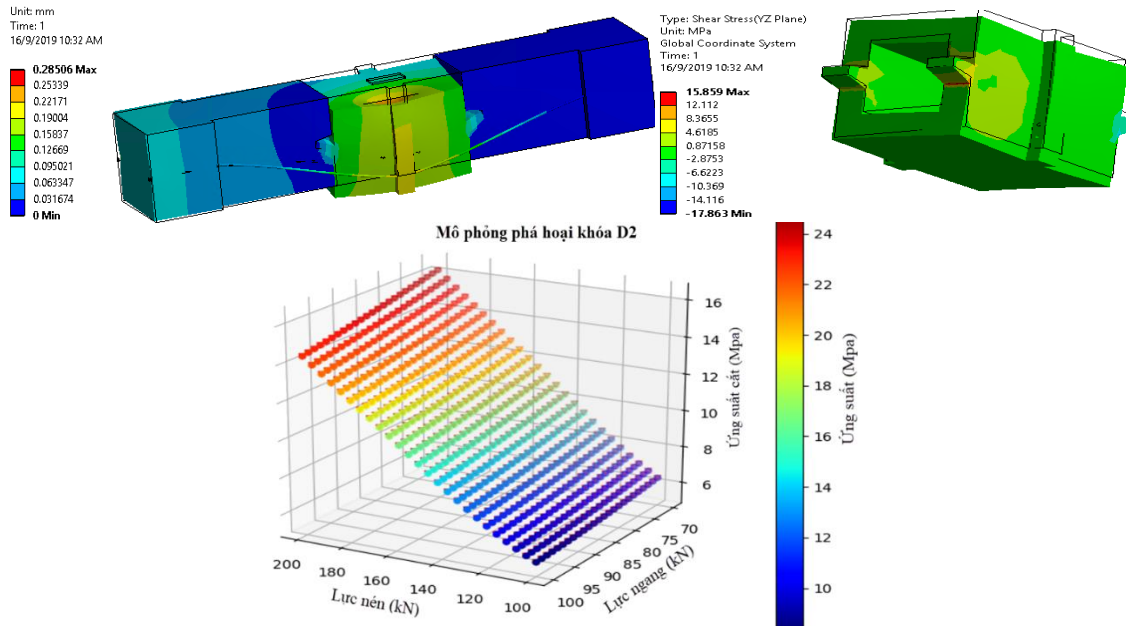 Unit: mm
Time: 1
16/9/2019 10:32 AM
0.28506 Max
0.25339
0.22171
0.19004
0.15837
0.12669
0.095021
0.063347
0.031674
0 Min
Type: Shear Stress(YZ Plane)
Unit: MPa
Global Coordinate System
Time: 1
16/9/2019 10:32 AM
15.859 Max
12.112
8.3655
4.6185
0.87158
-2.8753
-6.6223
-10.369
-14.116
-17.863 Min
Mô phỏng phá hoại khóa D2
16
14
12
10
8
6
Ứng suất cắt (Mpa)
200
180
160
140
120
100
Lực nén (kN)
100
95
90
85
80
75
70
Lực ngang (kN)
24
22
20
18
16
14
12
10
Ứng suất (Mpa)